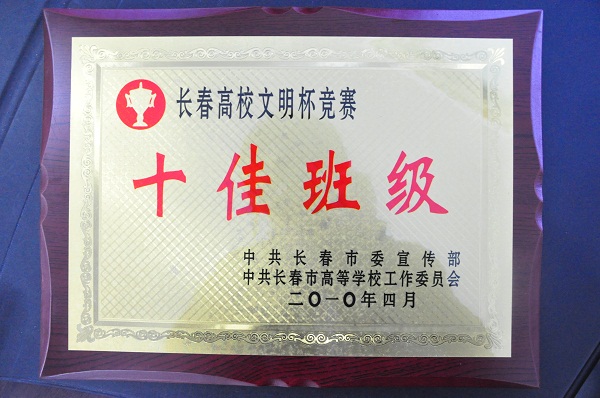 长春高校文明杯竞赛
十佳班级
中共长春市委宣传部
中共长春市高等学校工作委员会
二〇一〇年四月